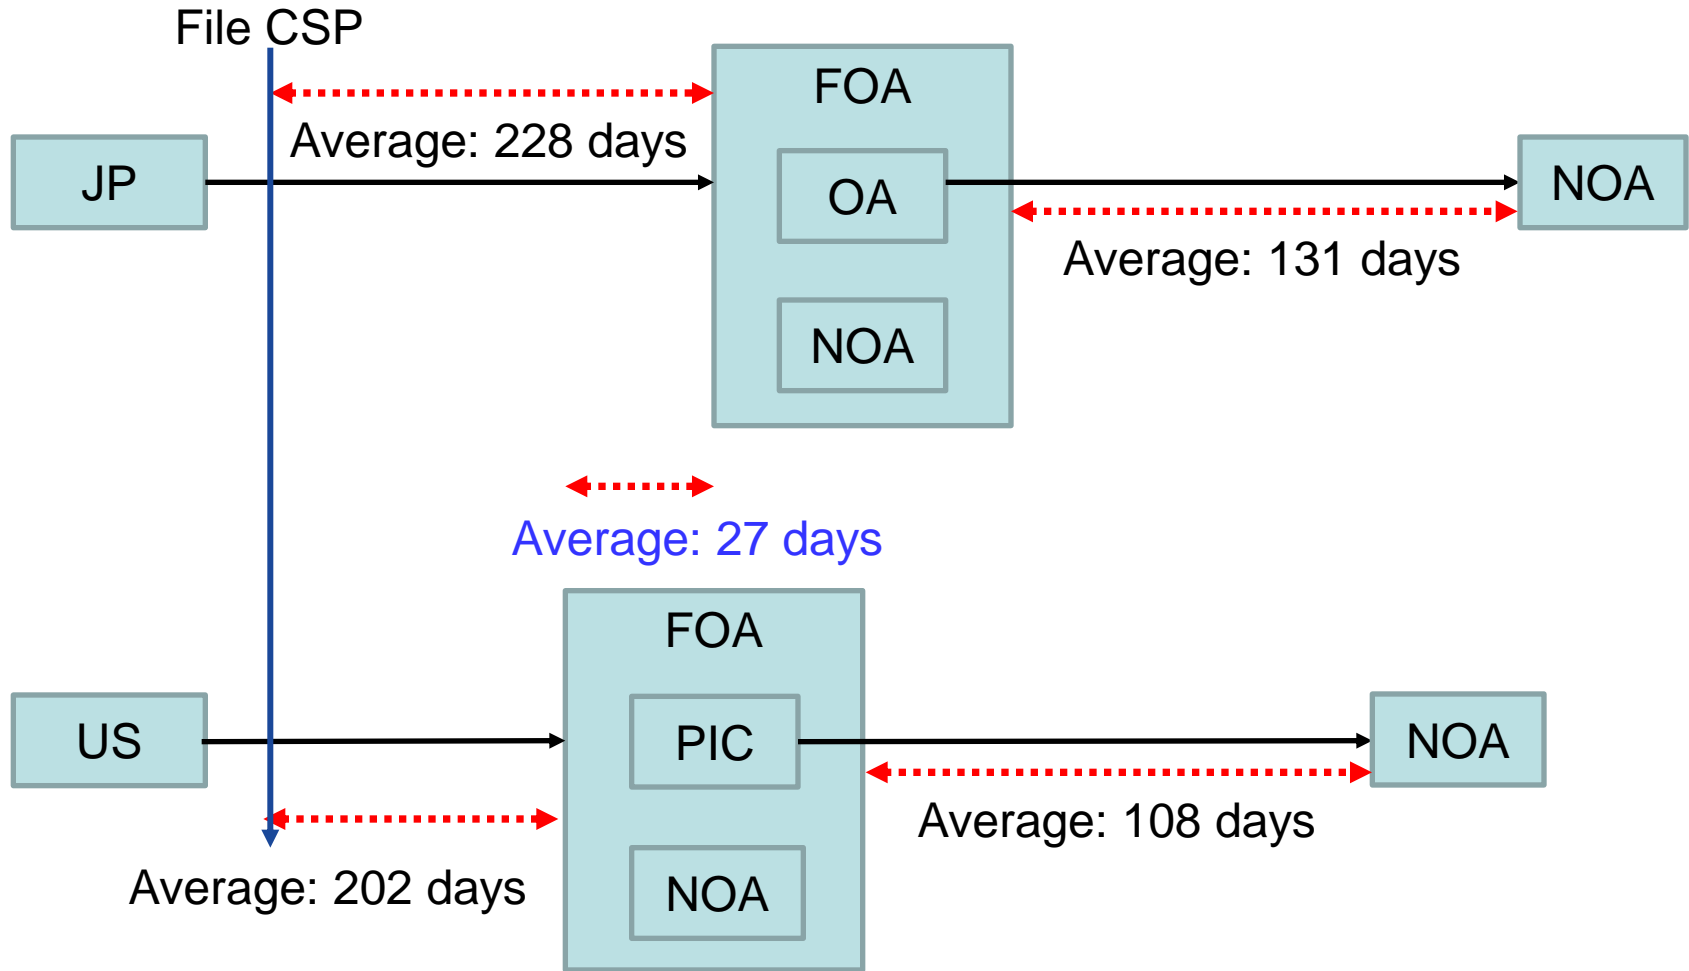 File CSP
FOA
Average: 228 days
JP
OA
NOA
Average: 131 days
NOA
Average: 27 days
FOA
US
PIC
NOA
Average: 108 days
Average: 202 days
NOA